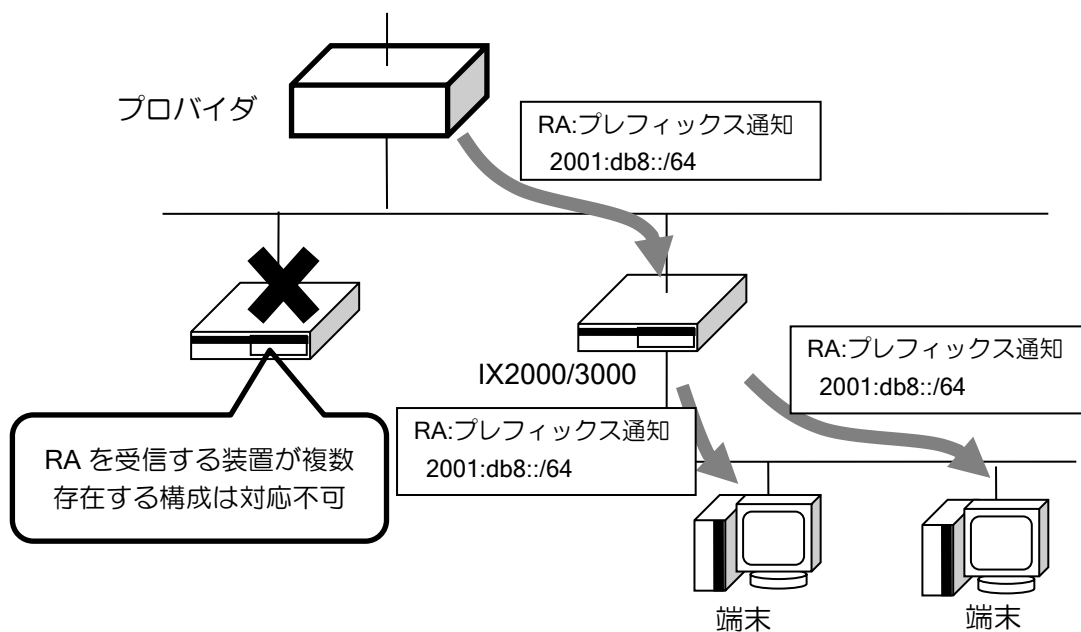 プロバイダ
RA:プレフィックス通知
2001:db8::/64
IX2000/3000
RA:プレフィックス通知
2001:db8::/64
RA:プレフィックス通知
2001:db8::/64
RA を受信する装置が複数
存在する構成は対応不可
端末
端末